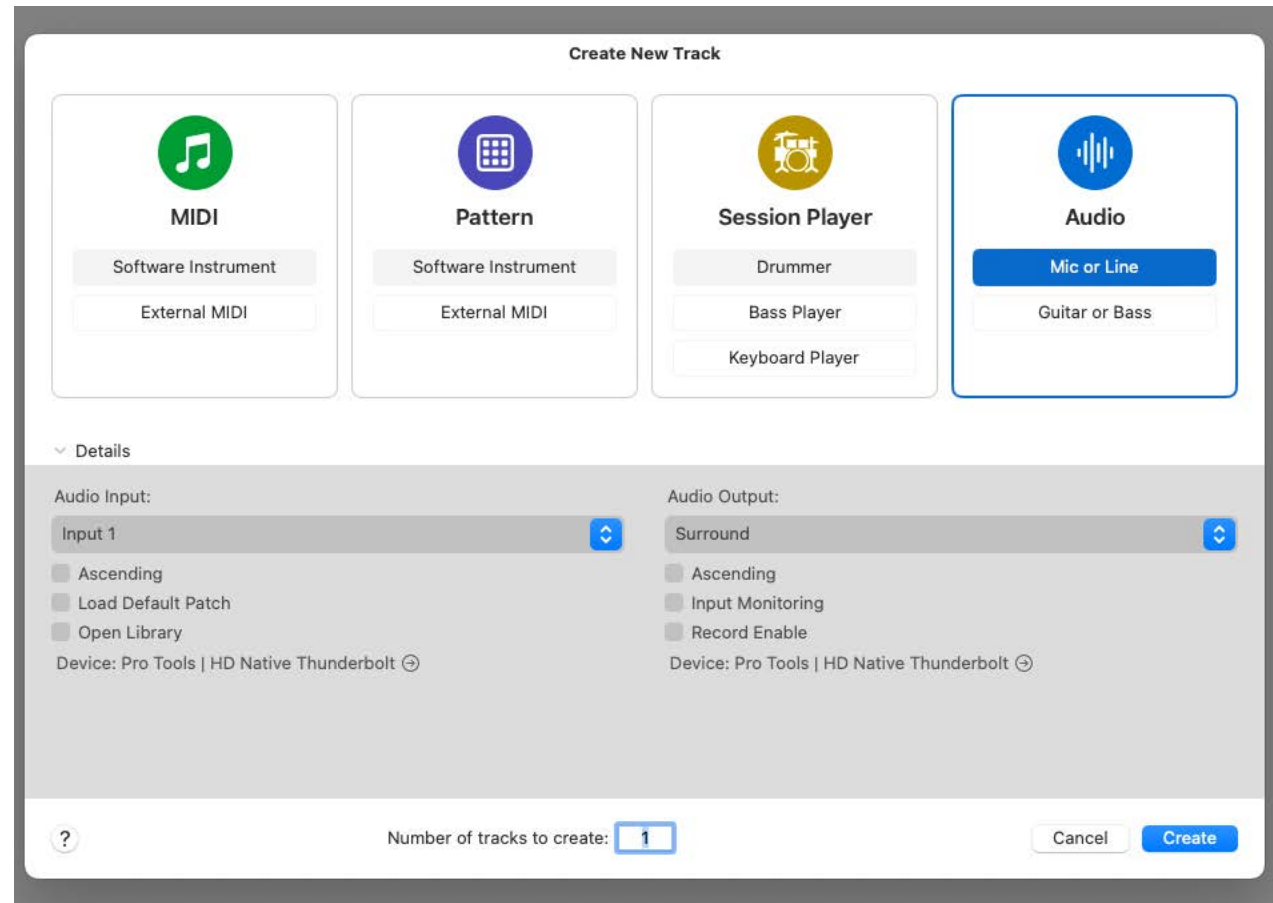 Create New Track
MIDI
Software Instrument
External MIDI
Pattern
Software Instrument
External MIDI
Session Player
Drummer
Bass Player
Keyboard Player
Audio
Mic or Line
Guitar or Bass
Details
Audio Input:
Input 1
Ascending
Load Default Patch
Open Library
Device: Pro Tools | HD Native Thunderbolt
Audio Output:
Surround
Ascending
Input Monitoring
Record Enable
Device: Pro Tools | HD Native Thunderbolt
?
Number of tracks to create: 1
Cancel
Create